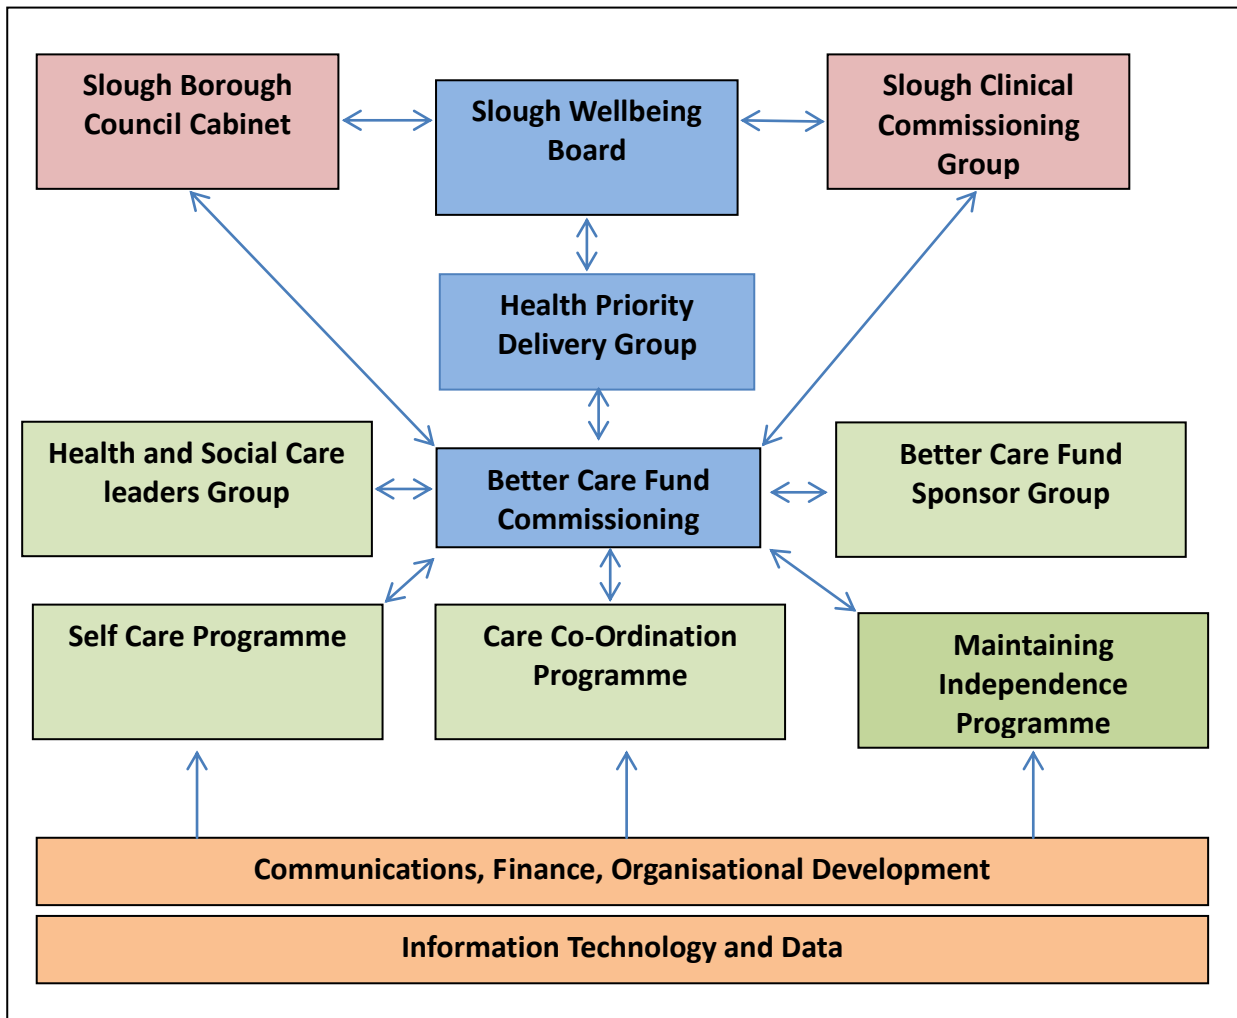 Slough Borough
Council Cabinet
Slough Wellbeing
Board
Slough Clinical
Commissioning
Group
Health Priority
Delivery Group
Health and Social Care
leaders Group
Better Care Fund
Commissioning
Better Care Fund
Sponsor Group
Self Care Programme
Care Co-Ordination
Programme
Maintaining
Independence
Programme
Communications, Finance, Organisational Development
Information Technology and Data